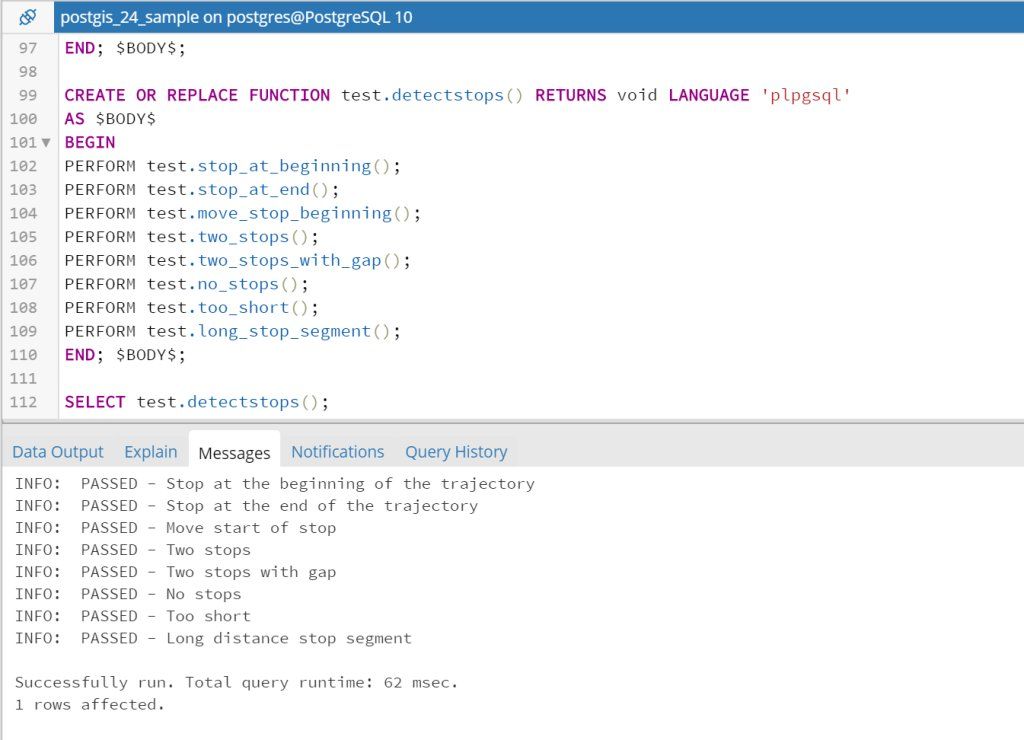 postgis_24_sample on postgres@PostgreSQL 10
97 END; $BODY$;
98
99 CREATE OR REPLACE FUNCTION test.detectstops() RETURNS void LANGUAGE 'plpgsql'
100 AS $BODY$
101 BEGIN
102 PERFORM test.stop_at_beginning();
103 PERFORM test.stop_at_end();
104 PERFORM test.move_stop_beginning();
105 PERFORM test.two_stops();
106 PERFORM test.two_stops_with_gap();
107 PERFORM test.no_stops();
108 PERFORM test.too_short();
109 PERFORM test.long_stop_segment();
110 END; $BODY$;
111
112 SELECT test.detectstops();
Data Output Explain Messages Notifications Query History
INFO:  PASSED - Stop at the beginning of the trajectory
INFO:  PASSED - Stop at the end of the trajectory
INFO:  PASSED - Move start of stop
INFO:  PASSED - Two stops
INFO:  PASSED - Two stops with gap
INFO:  PASSED - No stops
INFO:  PASSED - Too short
INFO:  PASSED - Long distance stop segment
Successfully run. Total query runtime: 62 msec.
1 rows affected.